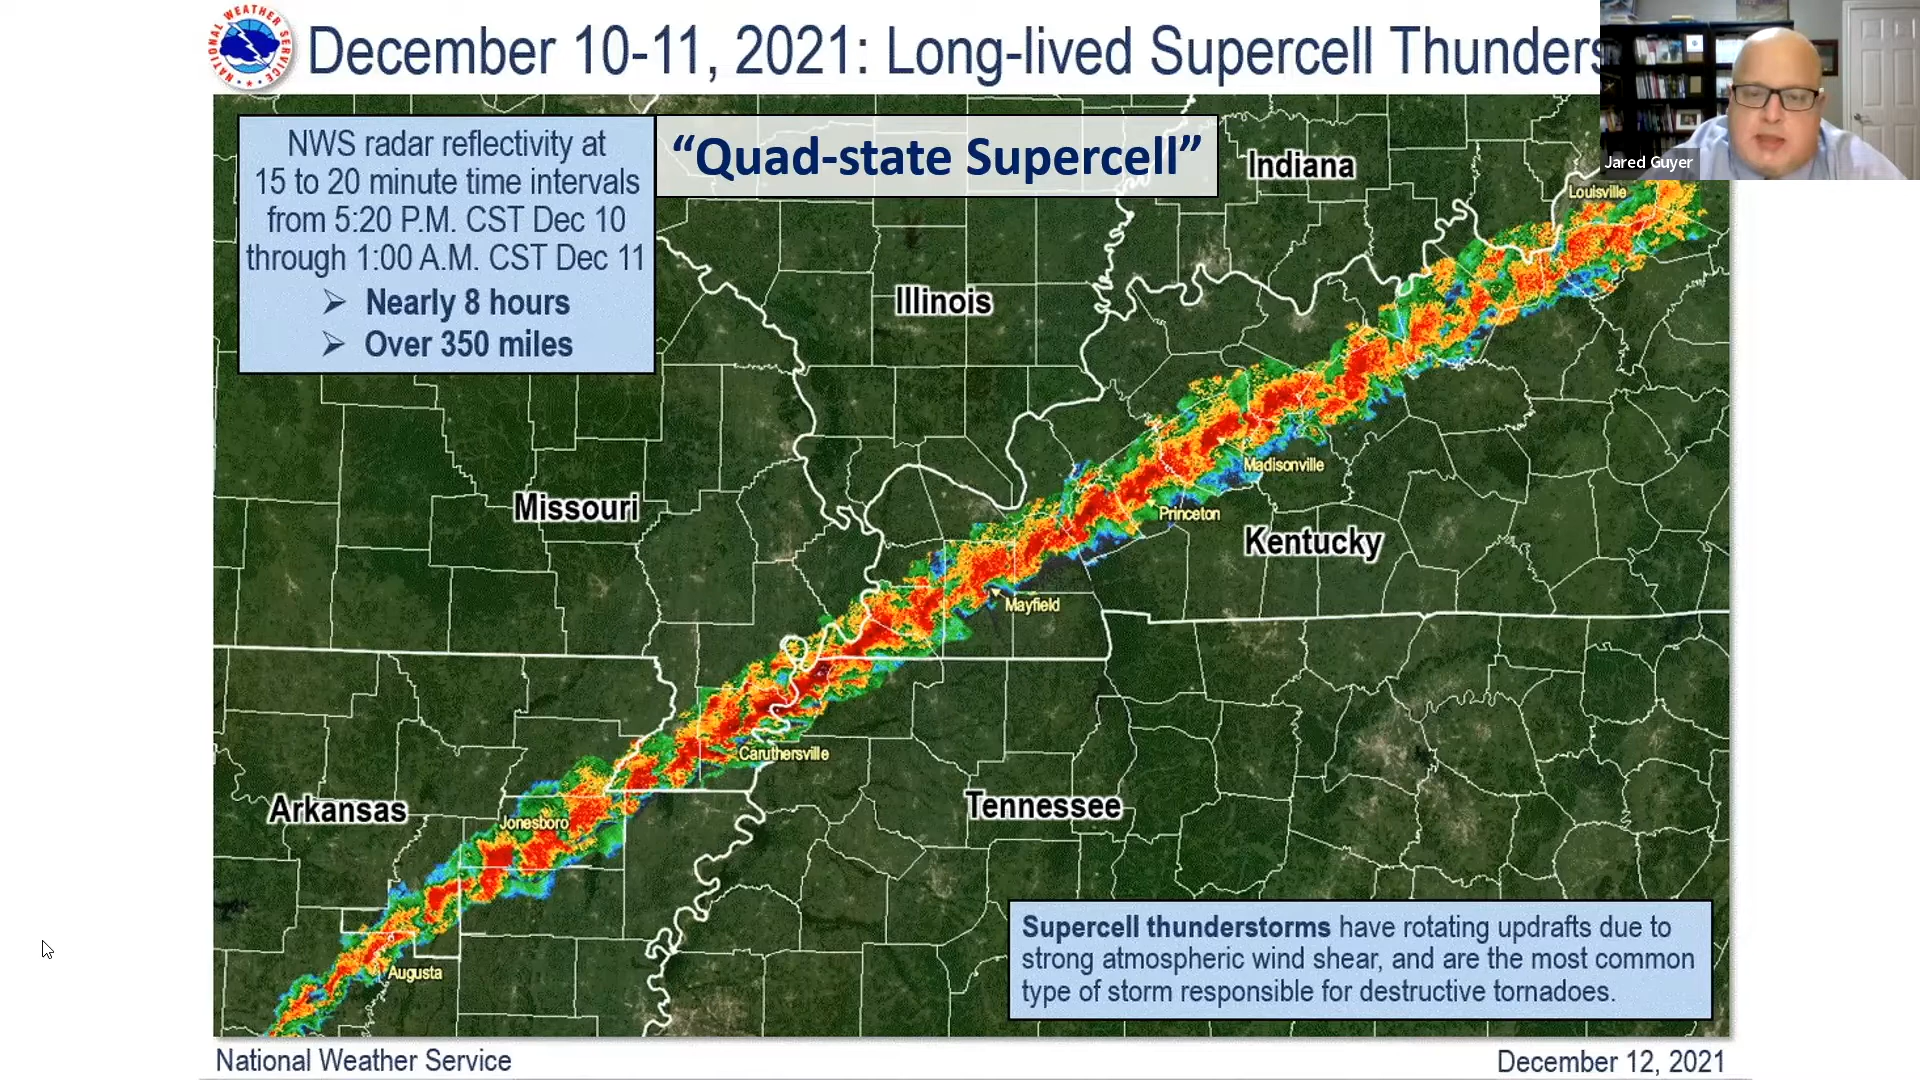 NATIONAL WEATHER SERVICE
December 10-11, 2021: Long-lived Supercell Thunders
Jared Guyer
NWS radar reflectivity at
15 to 20 minute time intervals
from 5:20 P.M. CST Dec 10
through 1:00 A.M. CST Dec 11
➢ Nearly 8 hours
➢ Over 350 miles
“Quad-state Supercell”
Indiana
Louisville
Illinois
Madisonville
Missouri
Princeton
Kentucky
Mayfield
Caruthersville
Arkansas
Jonesboro
Tennessee
Augusta
Supercell thunderstorms have rotating updrafts due to
strong atmospheric wind shear, and are the most common
type of storm responsible for destructive tornadoes.
National Weather Service
December 12, 2021